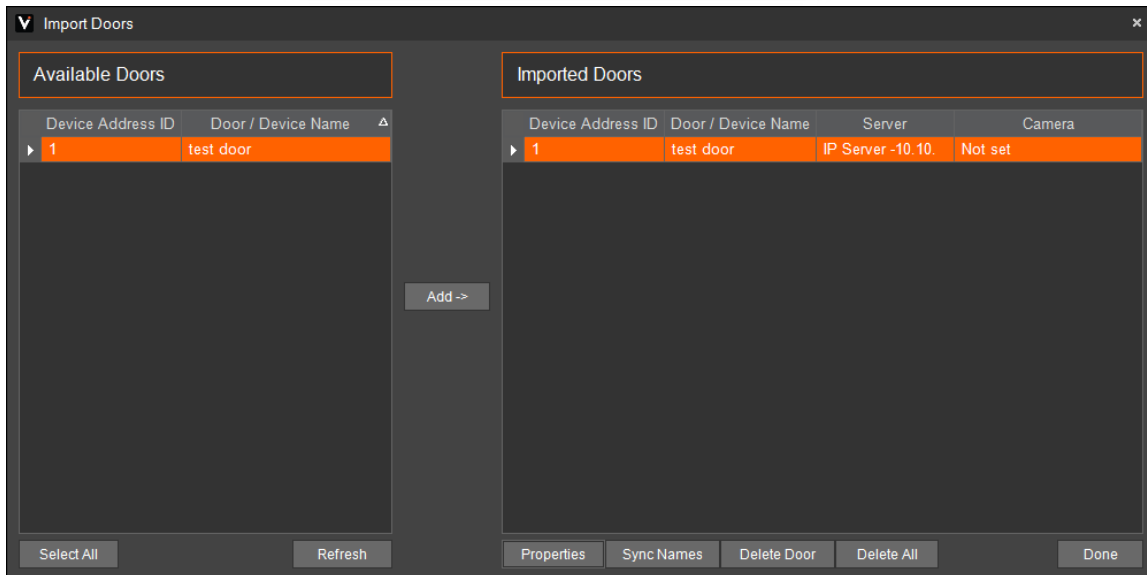 Import Doors
Available Doors
Device Address ID Door / Device Name
1 test door
Select All Refresh
Add ->
Imported Doors
Device Address ID Door / Device Name Server Camera
1 test door IP Server -10.10. Not set
Properties Sync Names Delete Door Delete All Done